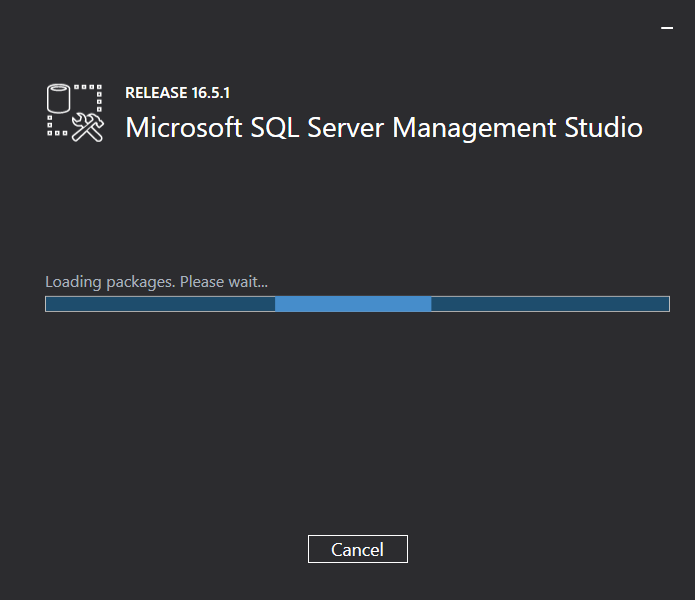 RELEASE 16.5.1
Microsoft SQL Server Management Studio
Loading packages. Please wait...
Cancel